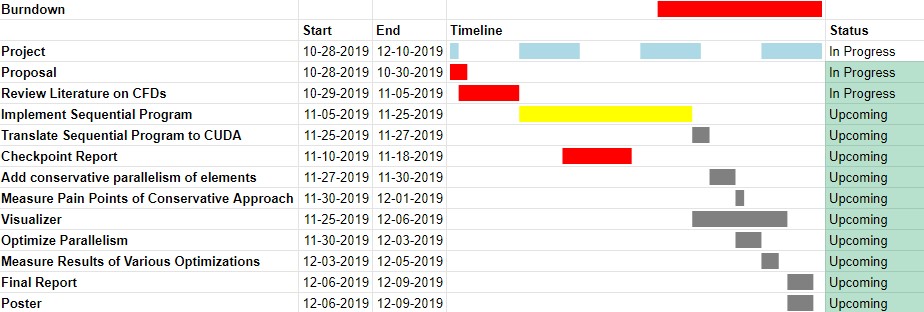 Burndown
Start End Timeline Status
Project 10-28-2019 12-10-2019 In Progress
Proposal 10-28-2019 10-30-2019 In Progress
Review Literature on CFDs 10-29-2019 11-05-2019 In Progress
Implement Sequential Program 11-05-2019 11-25-2019 Upcoming
Translate Sequential Program to CUDA 11-25-2019 11-27-2019 Upcoming
Checkpoint Report 11-10-2019 11-18-2019 Upcoming
Add conservative parallelism of elements 11-27-2019 11-30-2019 Upcoming
Measure Pain Points of Conservative Approach 11-30-2019 12-01-2019 Upcoming
Visualizer 11-25-2019 12-06-2019 Upcoming
Optimize Parallelism 11-30-2019 12-03-2019 Upcoming
Measure Results of Various Optimizations 12-03-2019 12-05-2019 Upcoming
Final Report 12-06-2019 12-09-2019 Upcoming
Poster 12-06-2019 12-09-2019 Upcoming